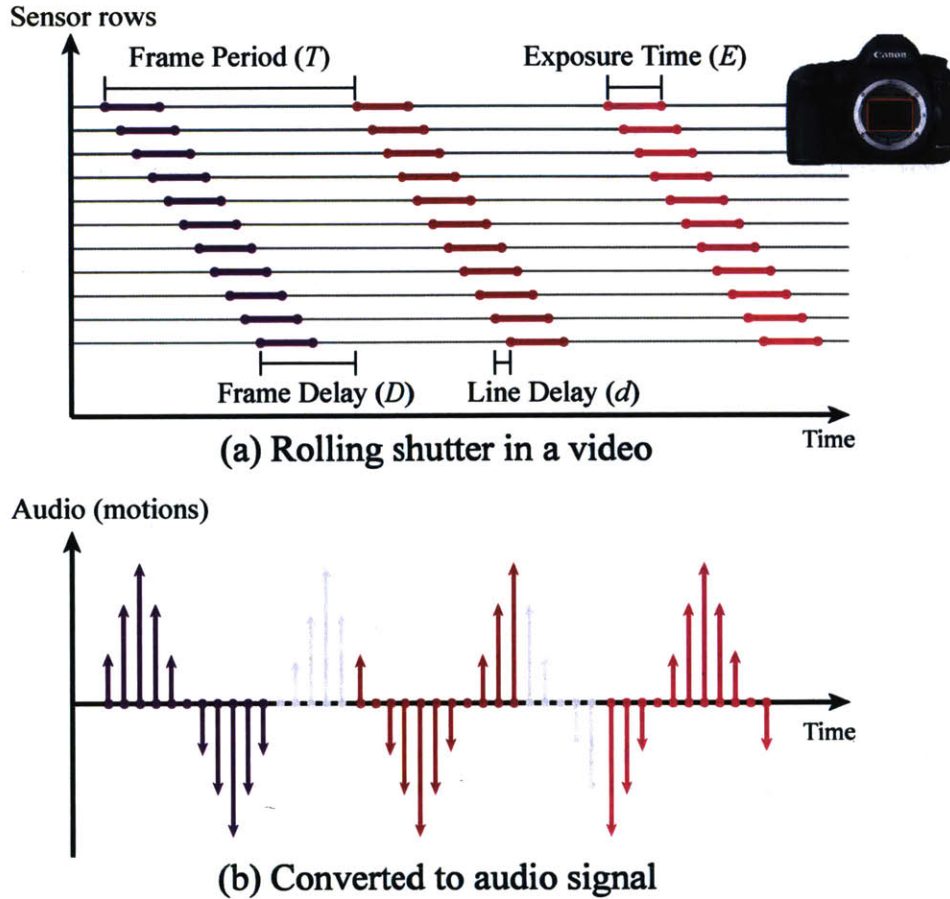 Sensor rows
Frame Period (T)
Exposure Time (E)
Canon
Frame Delay (D)
Line Delay (d)
Time
(a) Rolling shutter in a video
Audio (motions)
Time
(b) Converted to audio signal